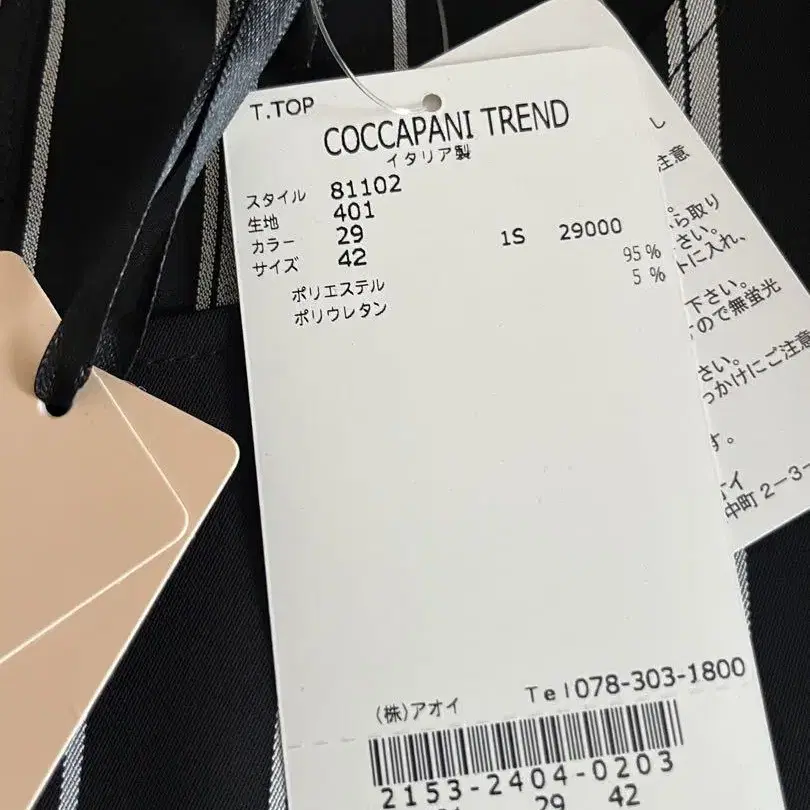 T.TOP
COCCAPANI TREND
イタリア製
スタイル 81102
生地 401
カラー 29 1S 29000
サイズ 42
ポリエステル 95%
ポリウレタン 5%
(株)アオイ Tel078-303-1800
2153-2404-0203
29 42
し
注意
ら取り
さい。
トに入れ、
下さい。
ので無蛍光
さい。
っかけにご注意
す。
オイ
中町 2-3-